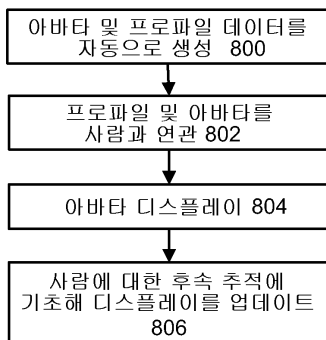 아바타 및 프로파일 데이터를
자동으로 생성 800
프로파일 및 아바타를
사람과 연관 802
아바타 디스플레이 804
사람에 대한 후속 추적에
기초해 디스플레이를 업데이트
806